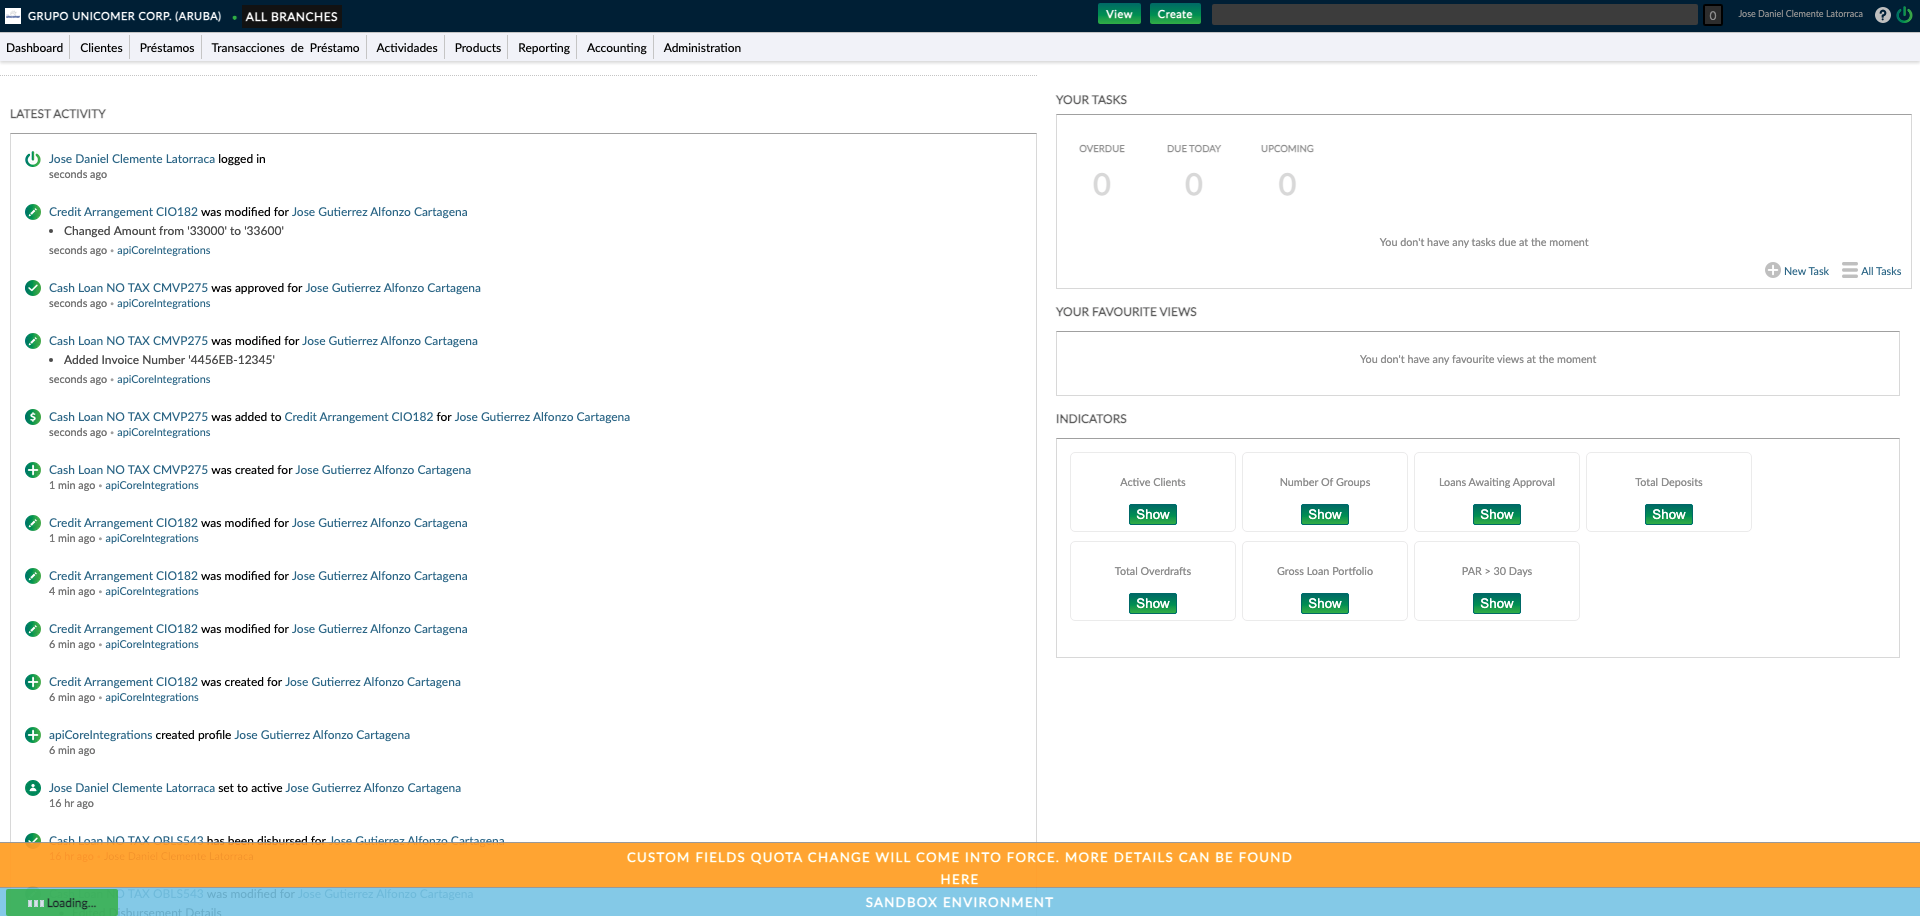 GRUPO UNICOMER CORP. (ARUBA) • ALL BRANCHES
View
Create
0
Jose Daniel Clemente Latorraca
?
Dashboard
Clientes
Préstamos
Transacciones de Préstamo
Actividades
Products
Reporting
Accounting
Administration
LATEST ACTIVITY
Jose Daniel Clemente Latorraca logged in
seconds ago
Credit Arrangement CIO182 was modified for Jose Gutierrez Alfonzo Cartagena
• Changed Amount from '33000' to '33600'
seconds ago • apiCoreIntegrations
Cash Loan NO TAX CMVP275 was approved for Jose Gutierrez Alfonzo Cartagena
seconds ago • apiCoreIntegrations
Cash Loan NO TAX CMVP275 was modified for Jose Gutierrez Alfonzo Cartagena
• Added Invoice Number '4456EB-12345'
seconds ago • apiCoreIntegrations
Cash Loan NO TAX CMVP275 was added to Credit Arrangement CIO182 for Jose Gutierrez Alfonzo Cartagena
seconds ago • apiCoreIntegrations
Cash Loan NO TAX CMVP275 was created for Jose Gutierrez Alfonzo Cartagena
1 min ago • apiCoreIntegrations
Credit Arrangement CIO182 was modified for Jose Gutierrez Alfonzo Cartagena
1 min ago • apiCoreIntegrations
Credit Arrangement CIO182 was modified for Jose Gutierrez Alfonzo Cartagena
4 min ago • apiCoreIntegrations
Credit Arrangement CIO182 was modified for Jose Gutierrez Alfonzo Cartagena
6 min ago • apiCoreIntegrations
Credit Arrangement CIO182 was created for Jose Gutierrez Alfonzo Cartagena
6 min ago • apiCoreIntegrations
apiCoreIntegrations created profile Jose Gutierrez Alfonzo Cartagena
6 min ago
Jose Daniel Clemente Latorraca set to active Jose Gutierrez Alfonzo Cartagena
16 hr ago
Cash Loan NO TAX OBLS543 has been disbursed for Jose Gutierrez Alfonzo Cartagena
16 hr ago • Jose Daniel Clemente Latorraca
NO TAX OBLS543 was modified for Jose Gutierrez Alfonzo Cartagena
Disbursement Details
YOUR TASKS
OVERDUE
DUE TODAY
UPCOMING
0
0
0
You don't have any tasks due at the moment
New Task
All Tasks
YOUR FAVOURITE VIEWS
You don't have any favourite views at the moment
INDICATORS
Active Clients
Show
Number Of Groups
Show
Loans Awaiting Approval
Show
Total Deposits
Show
Total Overdrafts
Show
Gross Loan Portfolio
Show
PAR > 30 Days
Show
CUSTOM FIELDS QUOTA CHANGE WILL COME INTO FORCE. MORE DETAILS CAN BE FOUND
HERE
Loading...
SANDBOX ENVIRONMENT